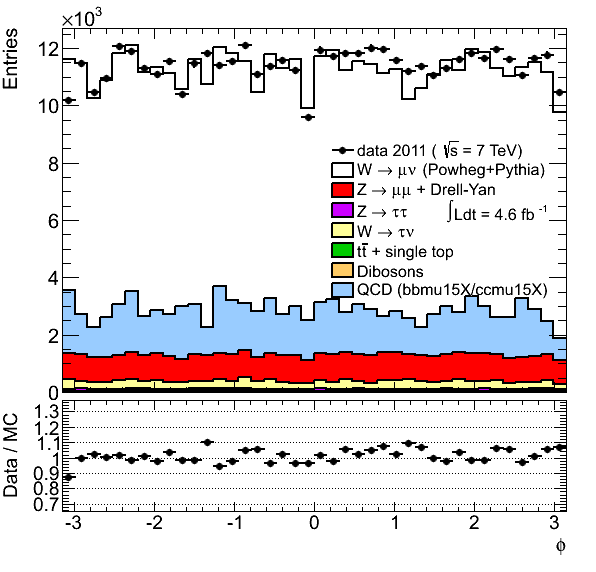 ×10³
Entries
12
10
8
6
4
2
0
data 2011 ( √s = 7 TeV)
W → μν (Powheg+Pythia)
Z → μμ + Drell-Yan
Z → ττ
∫Ldt = 4.6 fb⁻¹
W → τν
tt̄ + single top
Dibosons
QCD (bbmu15X/ccmu15X)
Data / MC
1.3
1.2
1.1
1
0.9
0.8
0.7
-3 -2 -1 0 1 2 3
ϕ